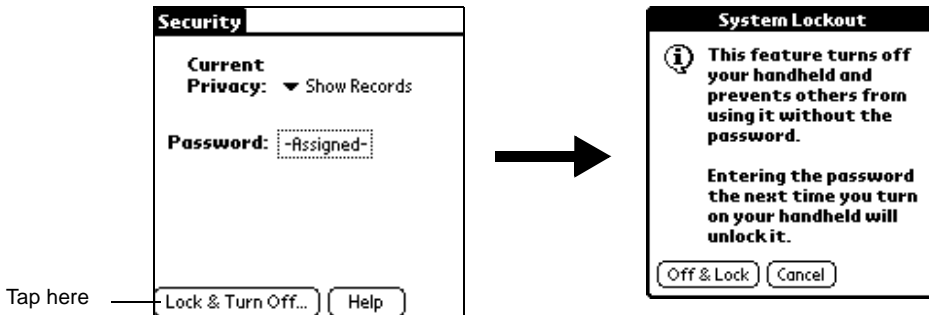 Security
Current
Privacy: Show Records
Password: -Assigned-
Tap here
Lock & Turn Off... Help
System Lockout
This feature turns off
your handheld and
prevents others from
using it without the
password.
Entering the password
the next time you turn
on your handheld will
unlock it.
Off & Lock Cancel